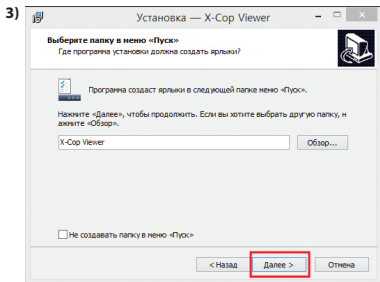 3)
Установка — X-Cop Viewer
Выберите папку в меню «Пуск»
Где программа установки должна создать ярлыки?
Программа создаст ярлыки в следующей папке меню «Пуск».
Нажмите «Далее», чтобы продолжить. Если вы хотите выбрать другую папку, н
ажмите «Обзор».
X-Cop Viewer
Обзор...
Не создавать папку в меню «Пуск»
< Назад
Далее >
Отмена